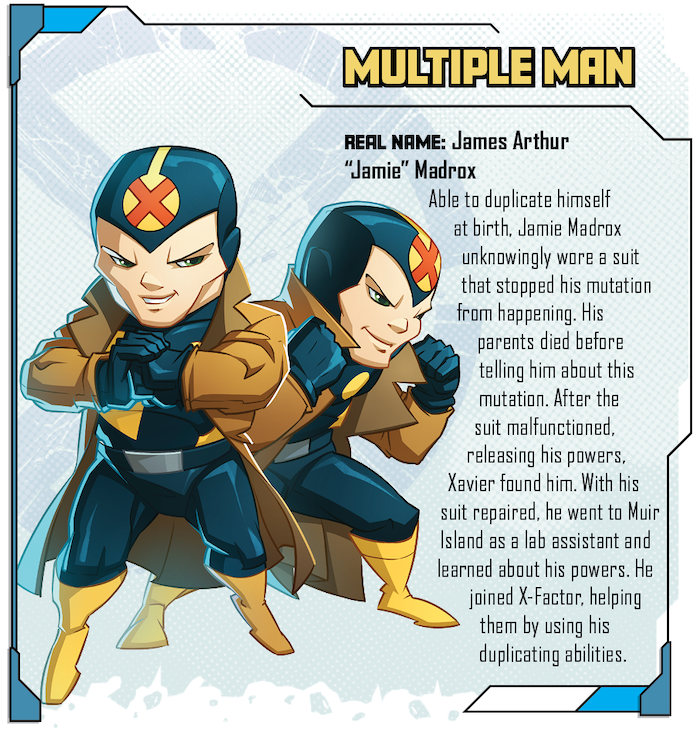 MULTIPLE MAN
REAL NAME: James Arthur
“Jamie” Madrox
Able to duplicate himself
at birth, Jamie Madrox
unknowingly wore a suit
that stopped his mutation
from happening. His
parents died before
telling him about this
mutation. After the
suit malfunctioned,
releasing his powers,
Xavier found him. With his
suit repaired, he went to Muir
Island as a lab assistant and
learned about his powers. He
joined X-Factor, helping
them by using his
duplicating abilities.